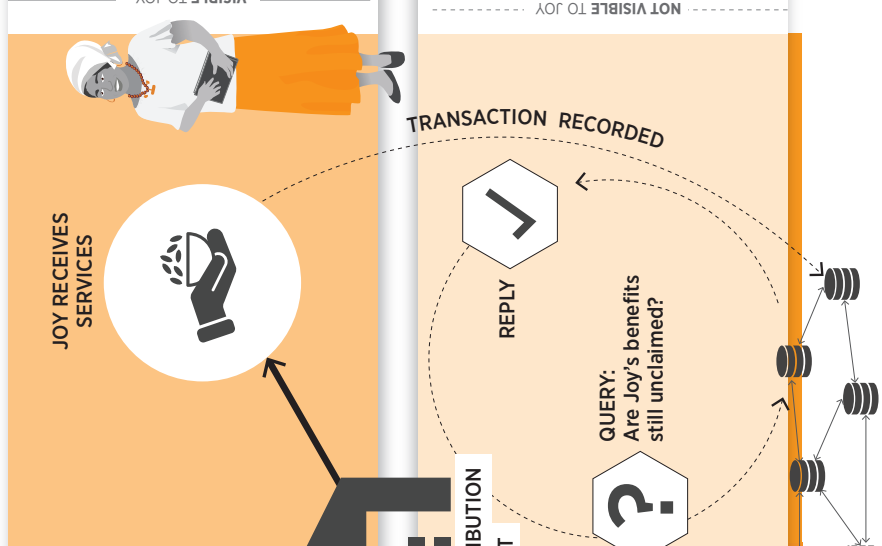 VISIBLE TO JOY
NOT VISIBLE TO JOY
TRANSACTION RECORDED
JOY RECEIVES
SERVICES
REPLY
QUERY:
Are Joy's benefits
still unclaimed?
?